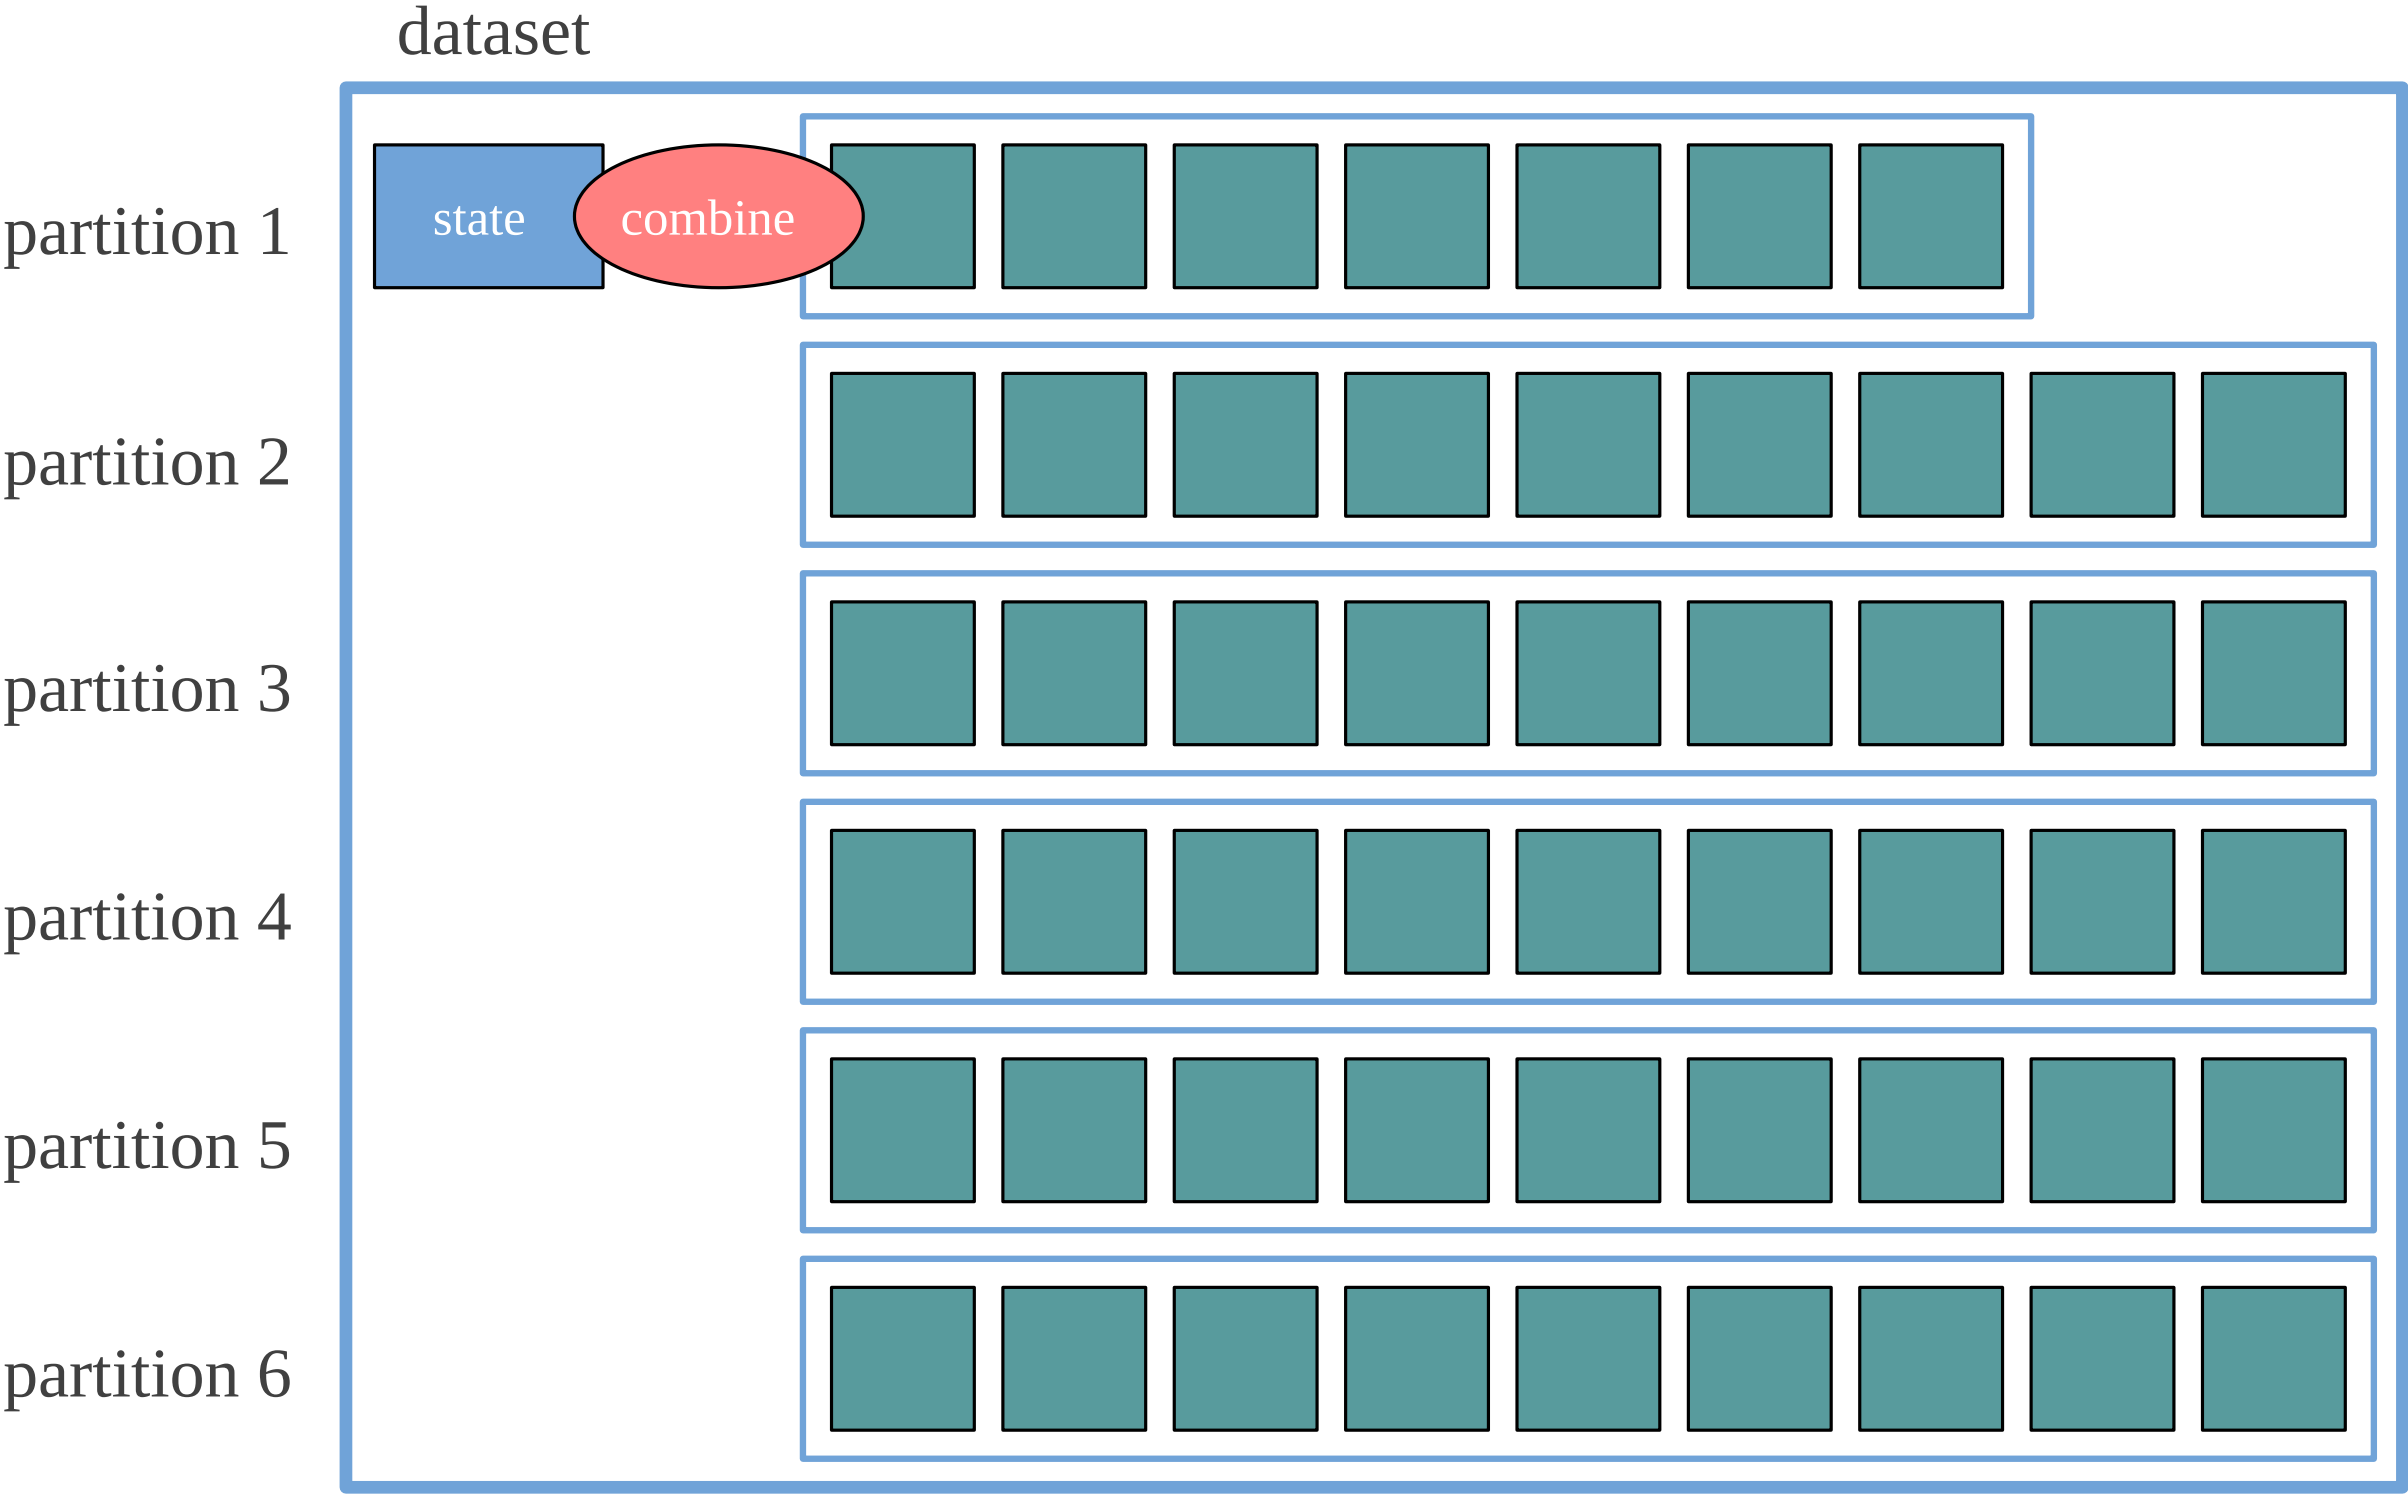 dataset
partition 1
state
combine
partition 2
partition 3
partition 4
partition 5
partition 6